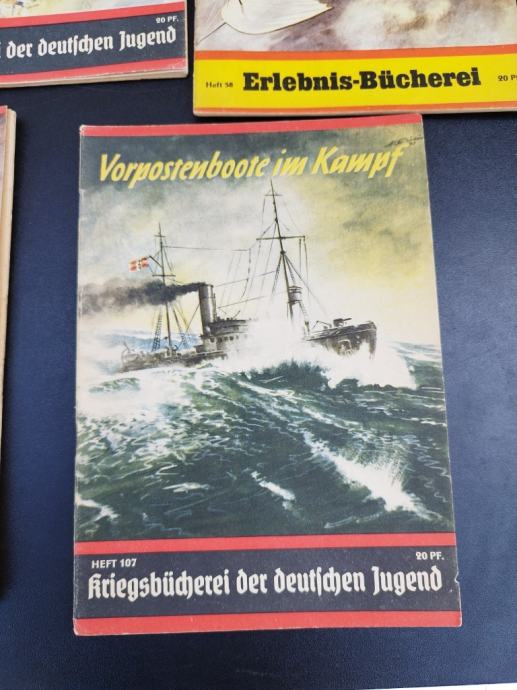 20 PF.
der deutschen Jugend
Heft 58 Erlebnis-Bücherei 20
Vorpostenboote im Kampf
HEFT 107
20 PF.
Kriegsbücherei der deutschen Jugend